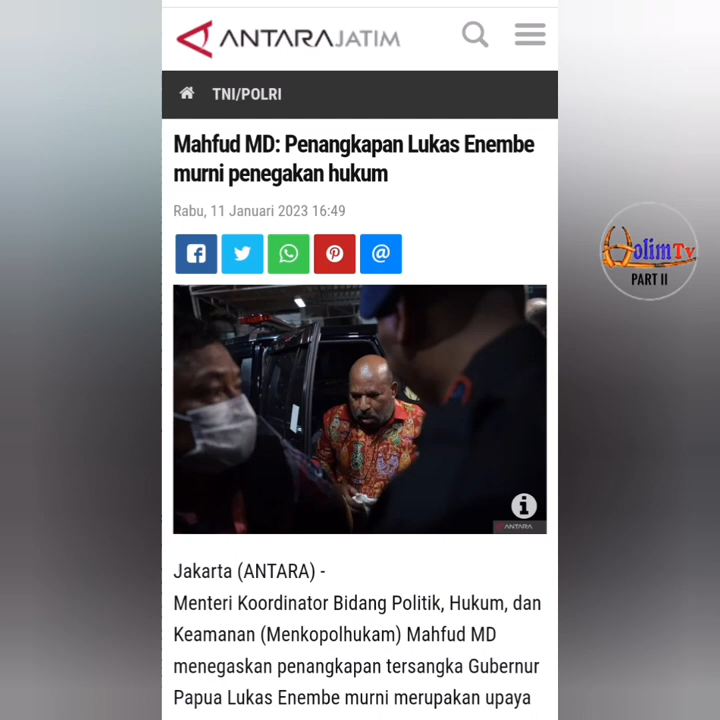 ANTARAJATIM
TNI/POLRI
Mahfud MD: Penangkapan Lukas Enembe
murni penegakan hukum
Rabu, 11 Januari 2023 16:49
HolimTv
PART II
ANTARA
Jakarta (ANTARA) -
Menteri Koordinator Bidang Politik, Hukum, dan
Keamanan (Menkopolhukam) Mahfud MD
menegaskan penangkapan tersangka Gubernur
Papua Lukas Enembe murni merupakan upaya